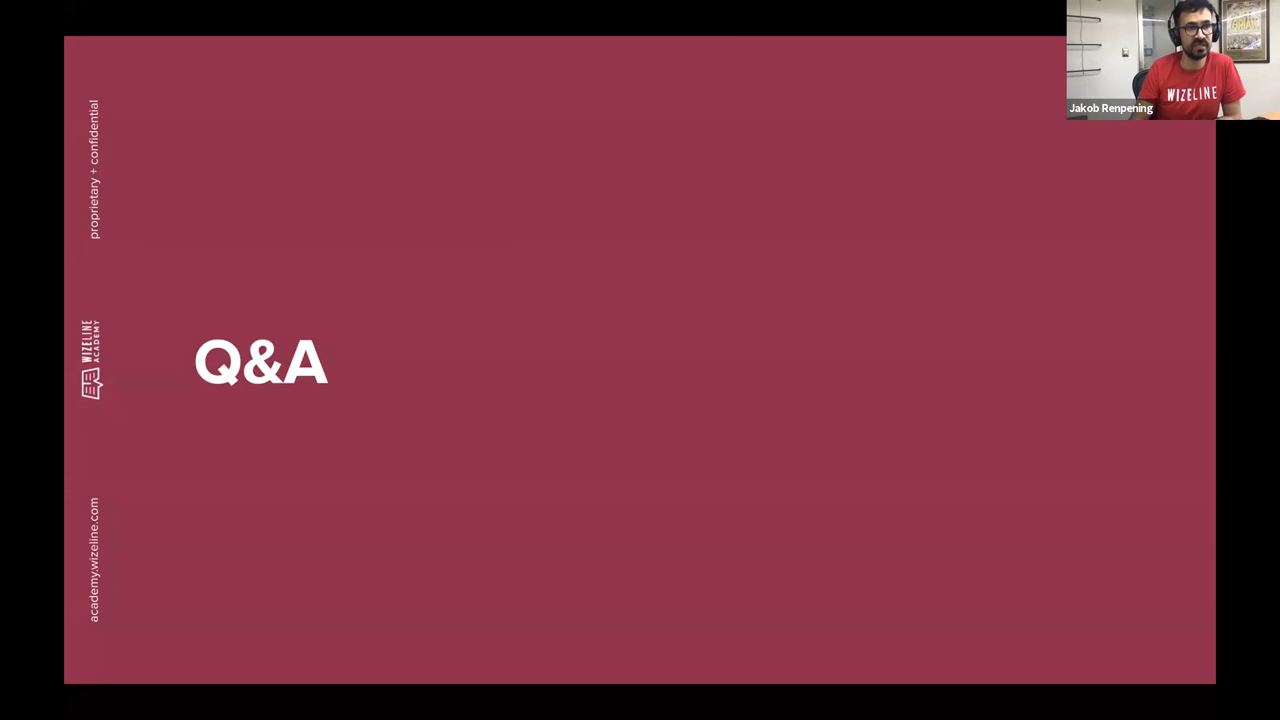 proprietary + confidential
WIZELINE
ACADEMY
academy.wizeline.com
Q&A
Jakob Renpening
WIZELINE